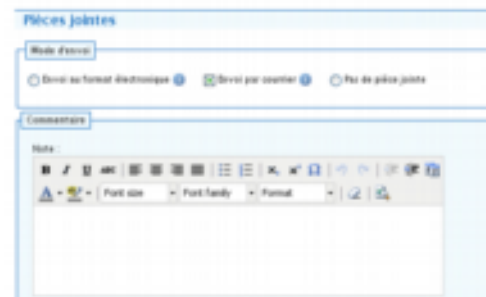 Pièces jointes
Mode d'envoi
Envoi au format électronique Envoi par courrier Pas de pièce jointe
Commentaire
Note :
B I U ABC
A Font size Font family Format